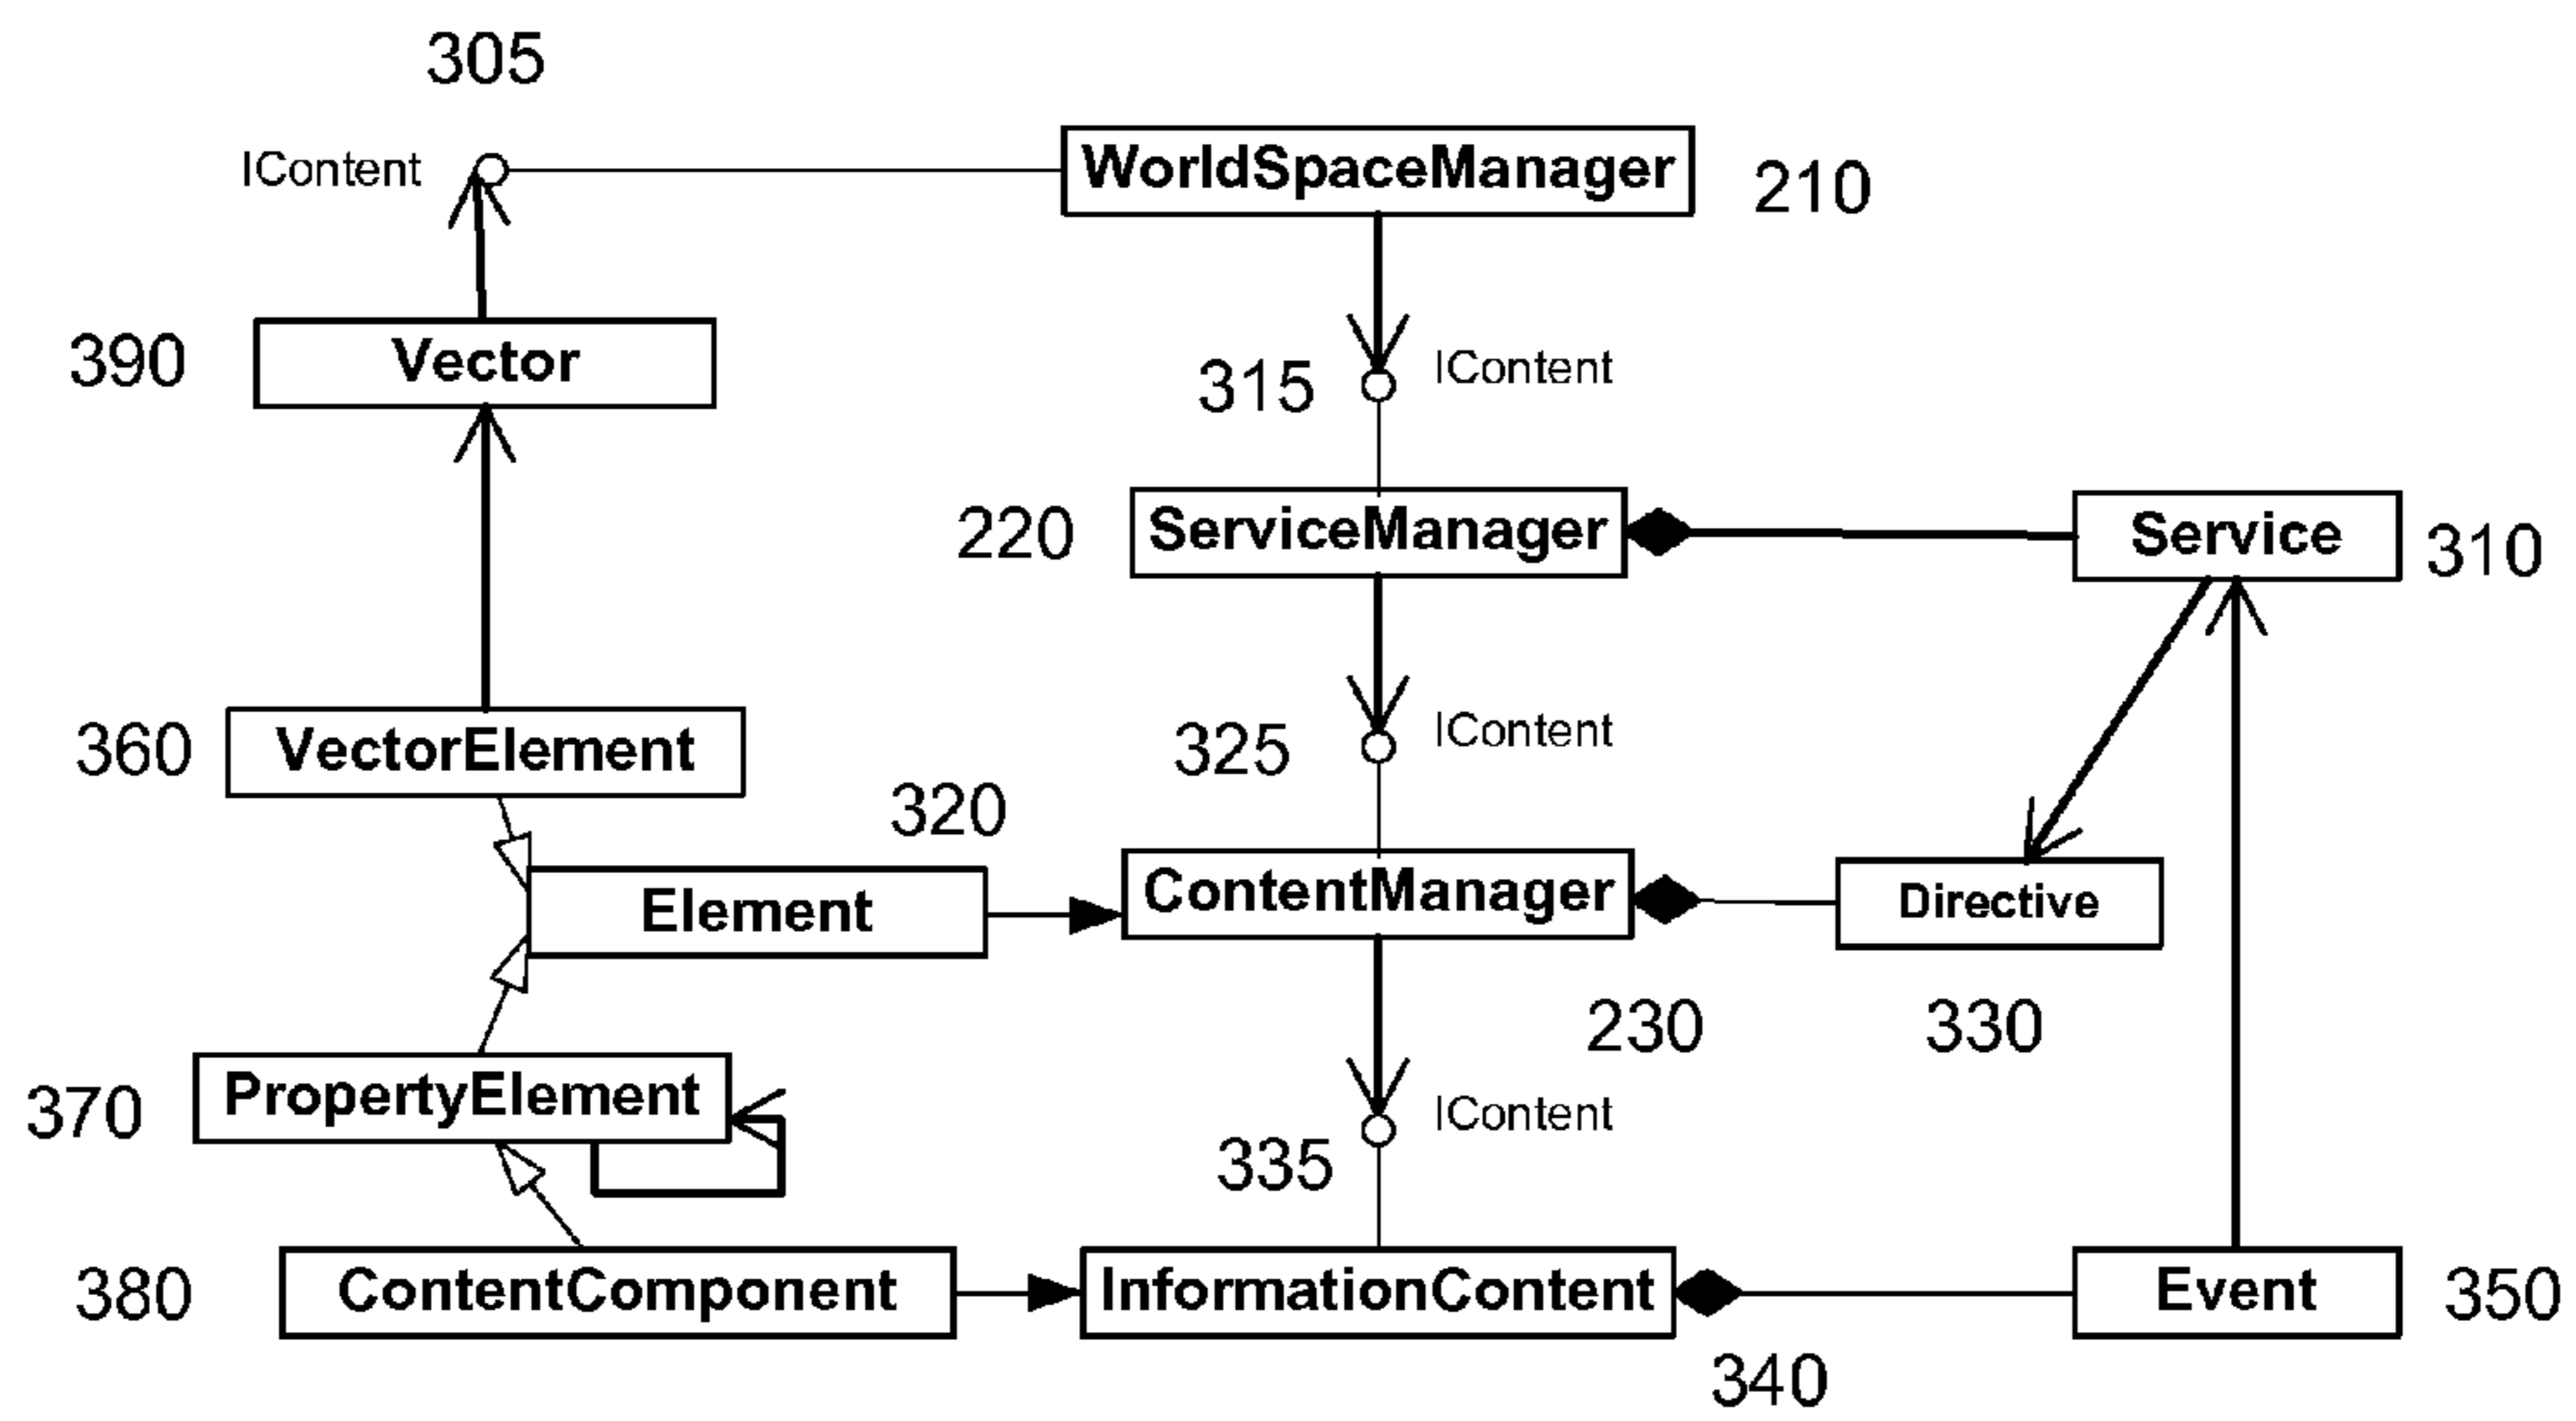 305
IContent
WorldSpaceManager
210
390
Vector
315
IContent
220
ServiceManager
Service
310
360
VectorElement
325
IContent
320
Element
ContentManager
Directive
230
330
370
PropertyElement
335
IContent
380
ContentComponent
InformationContent
Event
350
340